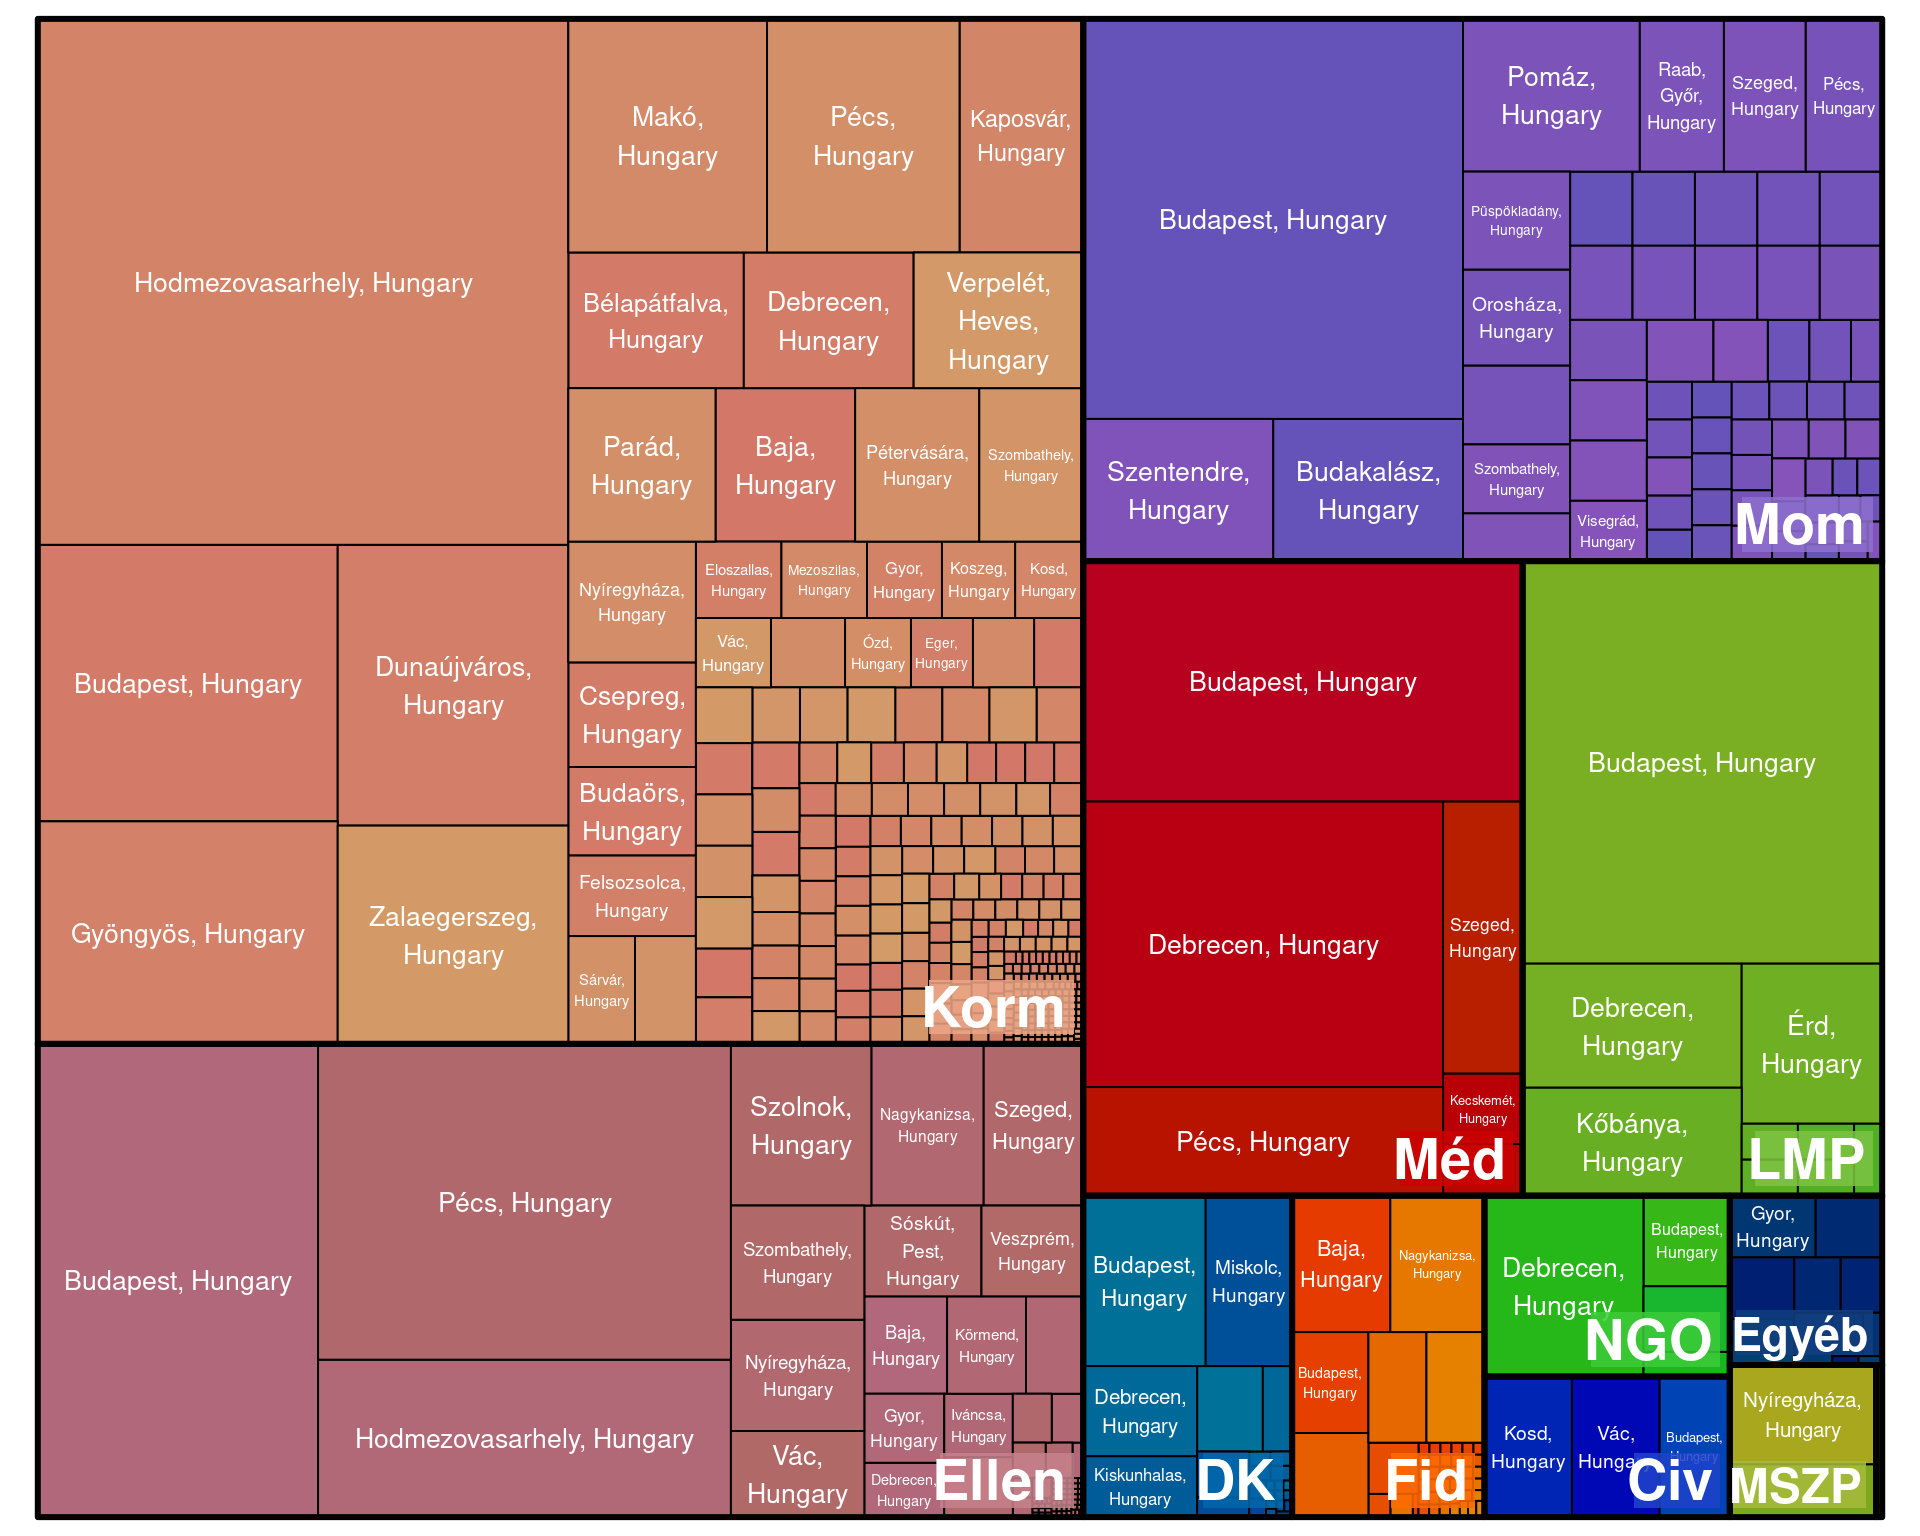 Hodmezovasarhely, Hungary
Makó,
Hungary
Pécs,
Hungary
Kaposvár,
Hungary
Bélapátfalva,
Hungary
Debrecen,
Hungary
Verpelét,
Heves,
Hungary
Parád,
Hungary
Baja,
Hungary
Pétervására,
Hungary
Szombathely,
Hungary
Budapest, Hungary
Dunaújváros,
Hungary
Gyöngyös, Hungary
Zalaegerszeg,
Hungary
Nyíregyháza,
Hungary
Eloszallas,
Hungary
Mezoszilas,
Hungary
Gyor,
Hungary
Koszeg,
Hungary
Kosd,
Hungary
Vác,
Hungary
Ózd,
Hungary
Eger,
Hungary
Csepreg,
Hungary
Budaörs,
Hungary
Felsozsolca,
Hungary
Sárvár,
Hungary
Korm
Budapest, Hungary
Pécs, Hungary
Hodmezovasarhely, Hungary
Szolnok,
Hungary
Nagykanizsa,
Hungary
Szeged,
Hungary
Szombathely,
Hungary
Sóskút,
Pest,
Hungary
Veszprém,
Hungary
Nyíregyháza,
Hungary
Baja,
Hungary
Körmend,
Hungary
Vác,
Hungary
Gyor,
Hungary
Iváncsa,
Hungary
Debrecen,
Hungary
Ellen
Budapest, Hungary
Pomáz,
Hungary
Raab,
Győr,
Hungary
Szeged,
Hungary
Pécs,
Hungary
Püspökladány,
Hungary
Orosháza,
Hungary
Szentendre,
Hungary
Budakalász,
Hungary
Szombathely,
Hungary
Visegrád,
Hungary
Mom
Budapest, Hungary
Debrecen, Hungary
Szeged,
Hungary
Kecskemét,
Hungary
Pécs, Hungary
Méd
Budapest, Hungary
Debrecen,
Hungary
Érd,
Hungary
Kőbánya,
Hungary
LMP
Budapest,
Hungary
Miskolc,
Hungary
Debrecen,
Hungary
Kiskunhalas,
Hungary
DK
Baja,
Hungary
Nagykanizsa,
Hungary
Budapest,
Hungary
Fid
Debrecen,
Hungary
Budapest,
Hungary
NGO
Gyor,
Hungary
Egyéb
Kosd,
Hungary
Vác,
Hungary
Budapest,
Hungary
Civ
Nyíregyháza,
Hungary
MSZP